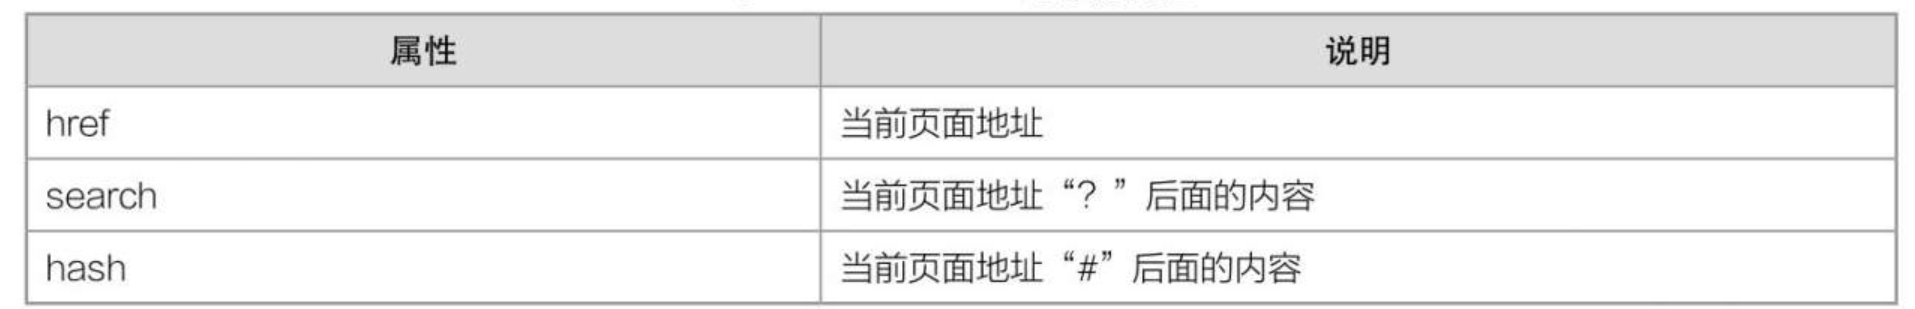 属性 说明
href 当前页面地址
search 当前页面地址“? ”后面的内容
hash 当前页面地址“#”后面的内容